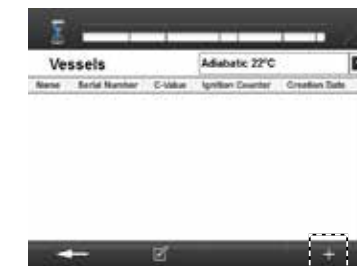 Vessels Adiabatic 22°C
Name Serial Number C-Value Ignition Counter Creation Date